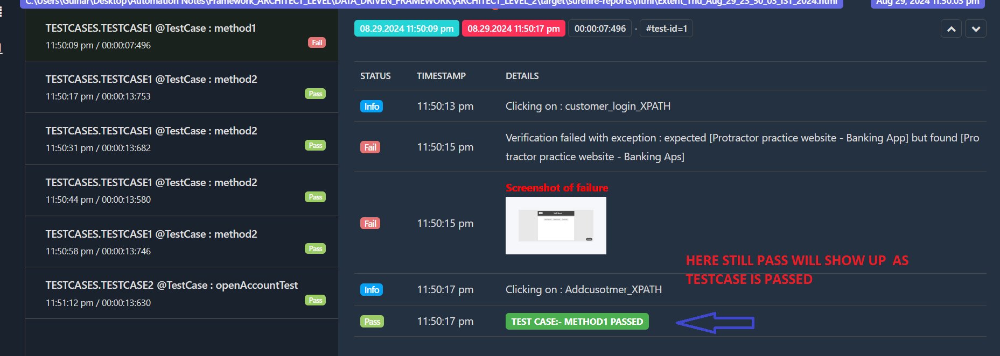 C:\Users\Gulnar\Desktop\Automation Notes\Framework_ARCHITECT_LEVEL\DATA_DRIVEN_FRAMEWORK\ARCHITECT_LEVEL_2\target\surefire-reports\html\Extent_Thu_Aug_29_23_50_03_IST_2024.html
Aug 29, 2024 11:50:03 pm
TESTCASES.TESTCASE1 @TestCase : method1
11:50:09 pm / 00:00:07:496
Fail
TESTCASES.TESTCASE1 @TestCase : method2
11:50:17 pm / 00:00:13:753
Pass
TESTCASES.TESTCASE1 @TestCase : method2
11:50:31 pm / 00:00:13:682
Pass
TESTCASES.TESTCASE1 @TestCase : method2
11:50:44 pm / 00:00:13:580
Pass
TESTCASES.TESTCASE1 @TestCase : method2
11:50:58 pm / 00:00:13:746
Pass
TESTCASES.TESTCASE2 @TestCase : openAccountTest
11:51:12 pm / 00:00:13:630
Pass
08.29.2024 11:50:09 pm 08.29.2024 11:50:17 pm 00:00:07:496 · #test-id=1
STATUS TIMESTAMP DETAILS
Info 11:50:13 pm Clicking on : customer_login_XPATH
Fail 11:50:15 pm Verification failed with exception : expected [Protractor practice website - Banking App] but found [Pro
tractor practice website - Banking Aps]
Screenshot of failure
Fail 11:50:15 pm
HERE STILL PASS WILL SHOW UP AS
TESTCASE IS PASSED
Info 11:50:17 pm Clicking on : Addcusotmer_XPATH
Pass 11:50:17 pm TEST CASE:- METHOD1 PASSED